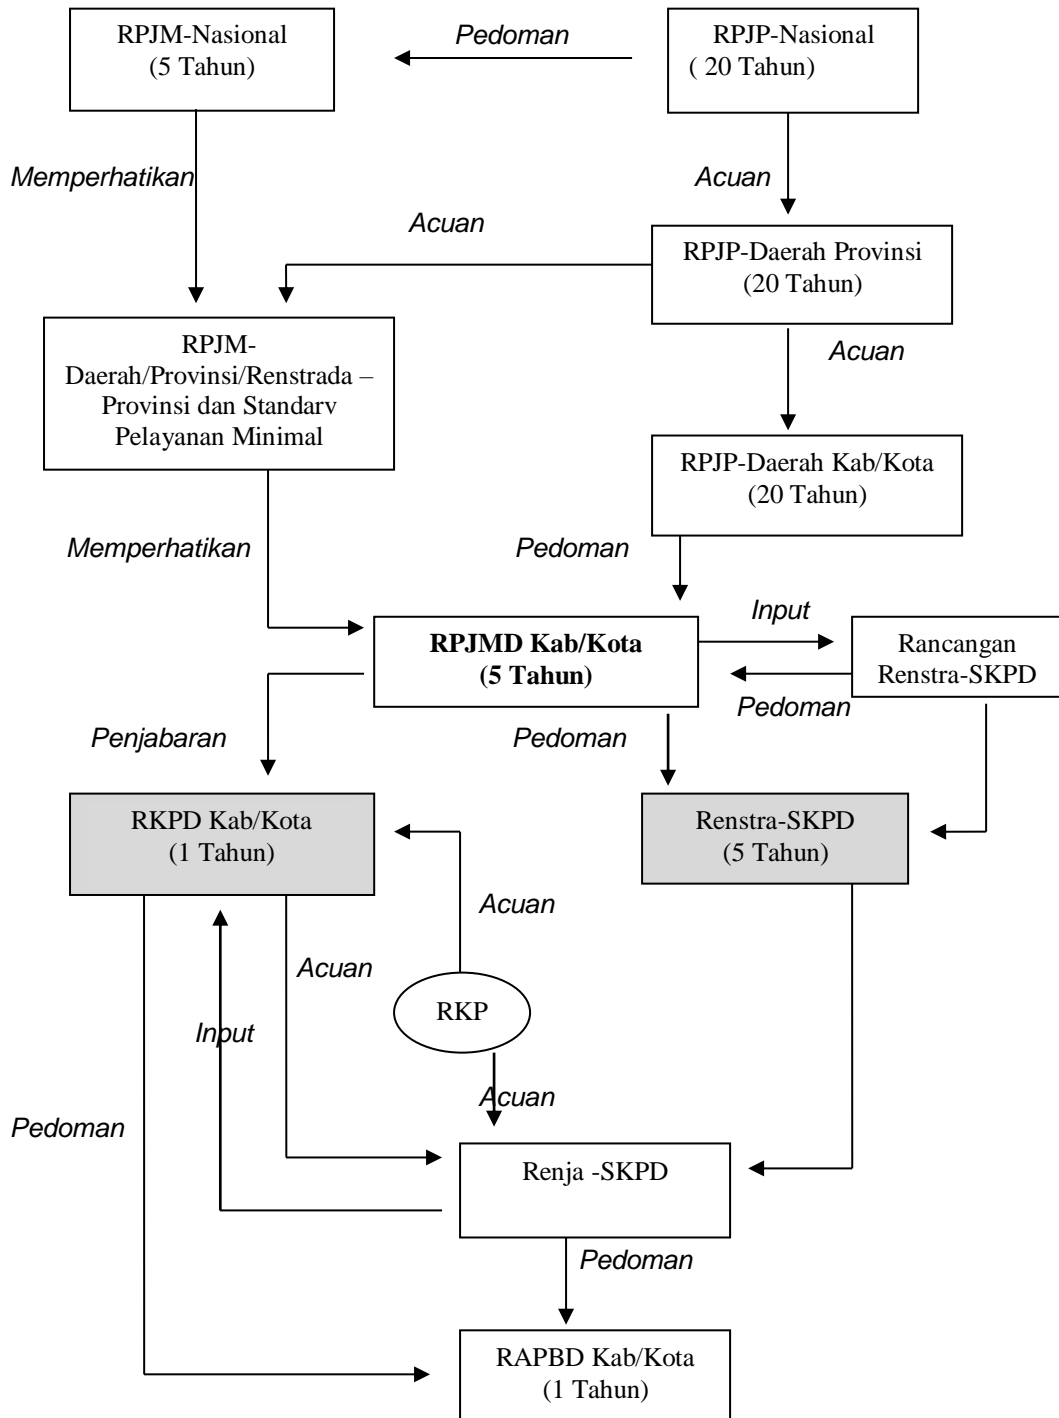 RPJM-Nasional
(5 Tahun)
Pedoman
RPJP-Nasional
( 20 Tahun)
Memperhatikan
Acuan
Acuan
RPJP-Daerah Provinsi
(20 Tahun)
RPJM-
Daerah/Provinsi/Renstrada –
Provinsi dan Standarv
Pelayanan Minimal
Acuan
RPJP-Daerah Kab/Kota
(20 Tahun)
Memperhatikan
Pedoman
Input
RPJMD Kab/Kota
(5 Tahun)
Rancangan
Renstra-SKPD
Pedoman
Penjabaran
Pedoman
RKPD Kab/Kota
(1 Tahun)
Renstra-SKPD
(5 Tahun)
Acuan
Acuan
RKP
Input
Acuan
Pedoman
Renja -SKPD
Pedoman
RAPBD Kab/Kota
(1 Tahun)